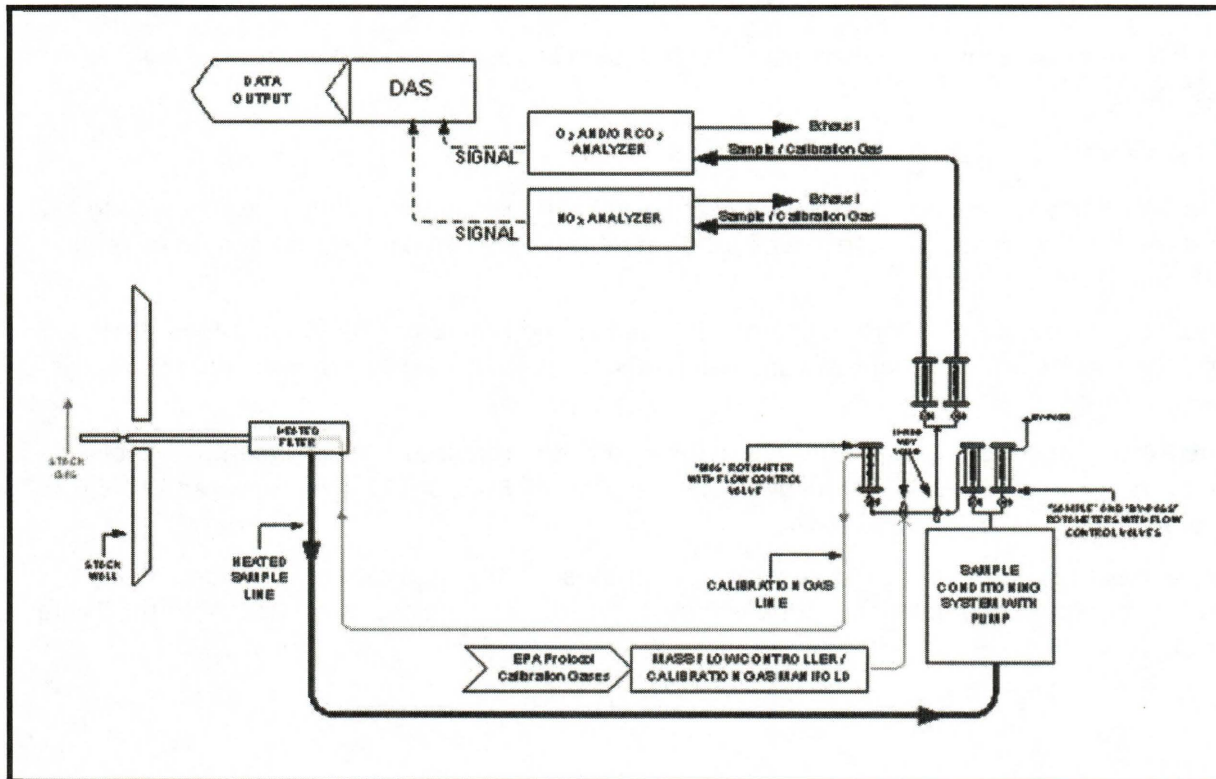 DATA
OUTPUT
DAS
O2 AND/OR CO2
ANALYZER
Exhaust
Sample / Calibration Gas
SIGNAL
NOX ANALYZER
Exhaust
Sample / Calibration Gas
SIGNAL
STACK
GAS
HEATED
FILTER
STACK
WALL
HEATED
SAMPLE
LINE
BY-PASS
WAY
ROTOMETER
WITH FLOW CONTROL
VALVE
"SAMPLE" AND "BY-PASS"
ROTOMETERS WITH FLOW
CONTROL VALVES
CALIBRATION GAS
LINE
SAMPLE
CONDITIONING
SYSTEM WITH
PUMP
EPA Protocol
Calibration Gases
MASS FLOW CONTROLLER /
CALIBRATION GAS MANIFOLD